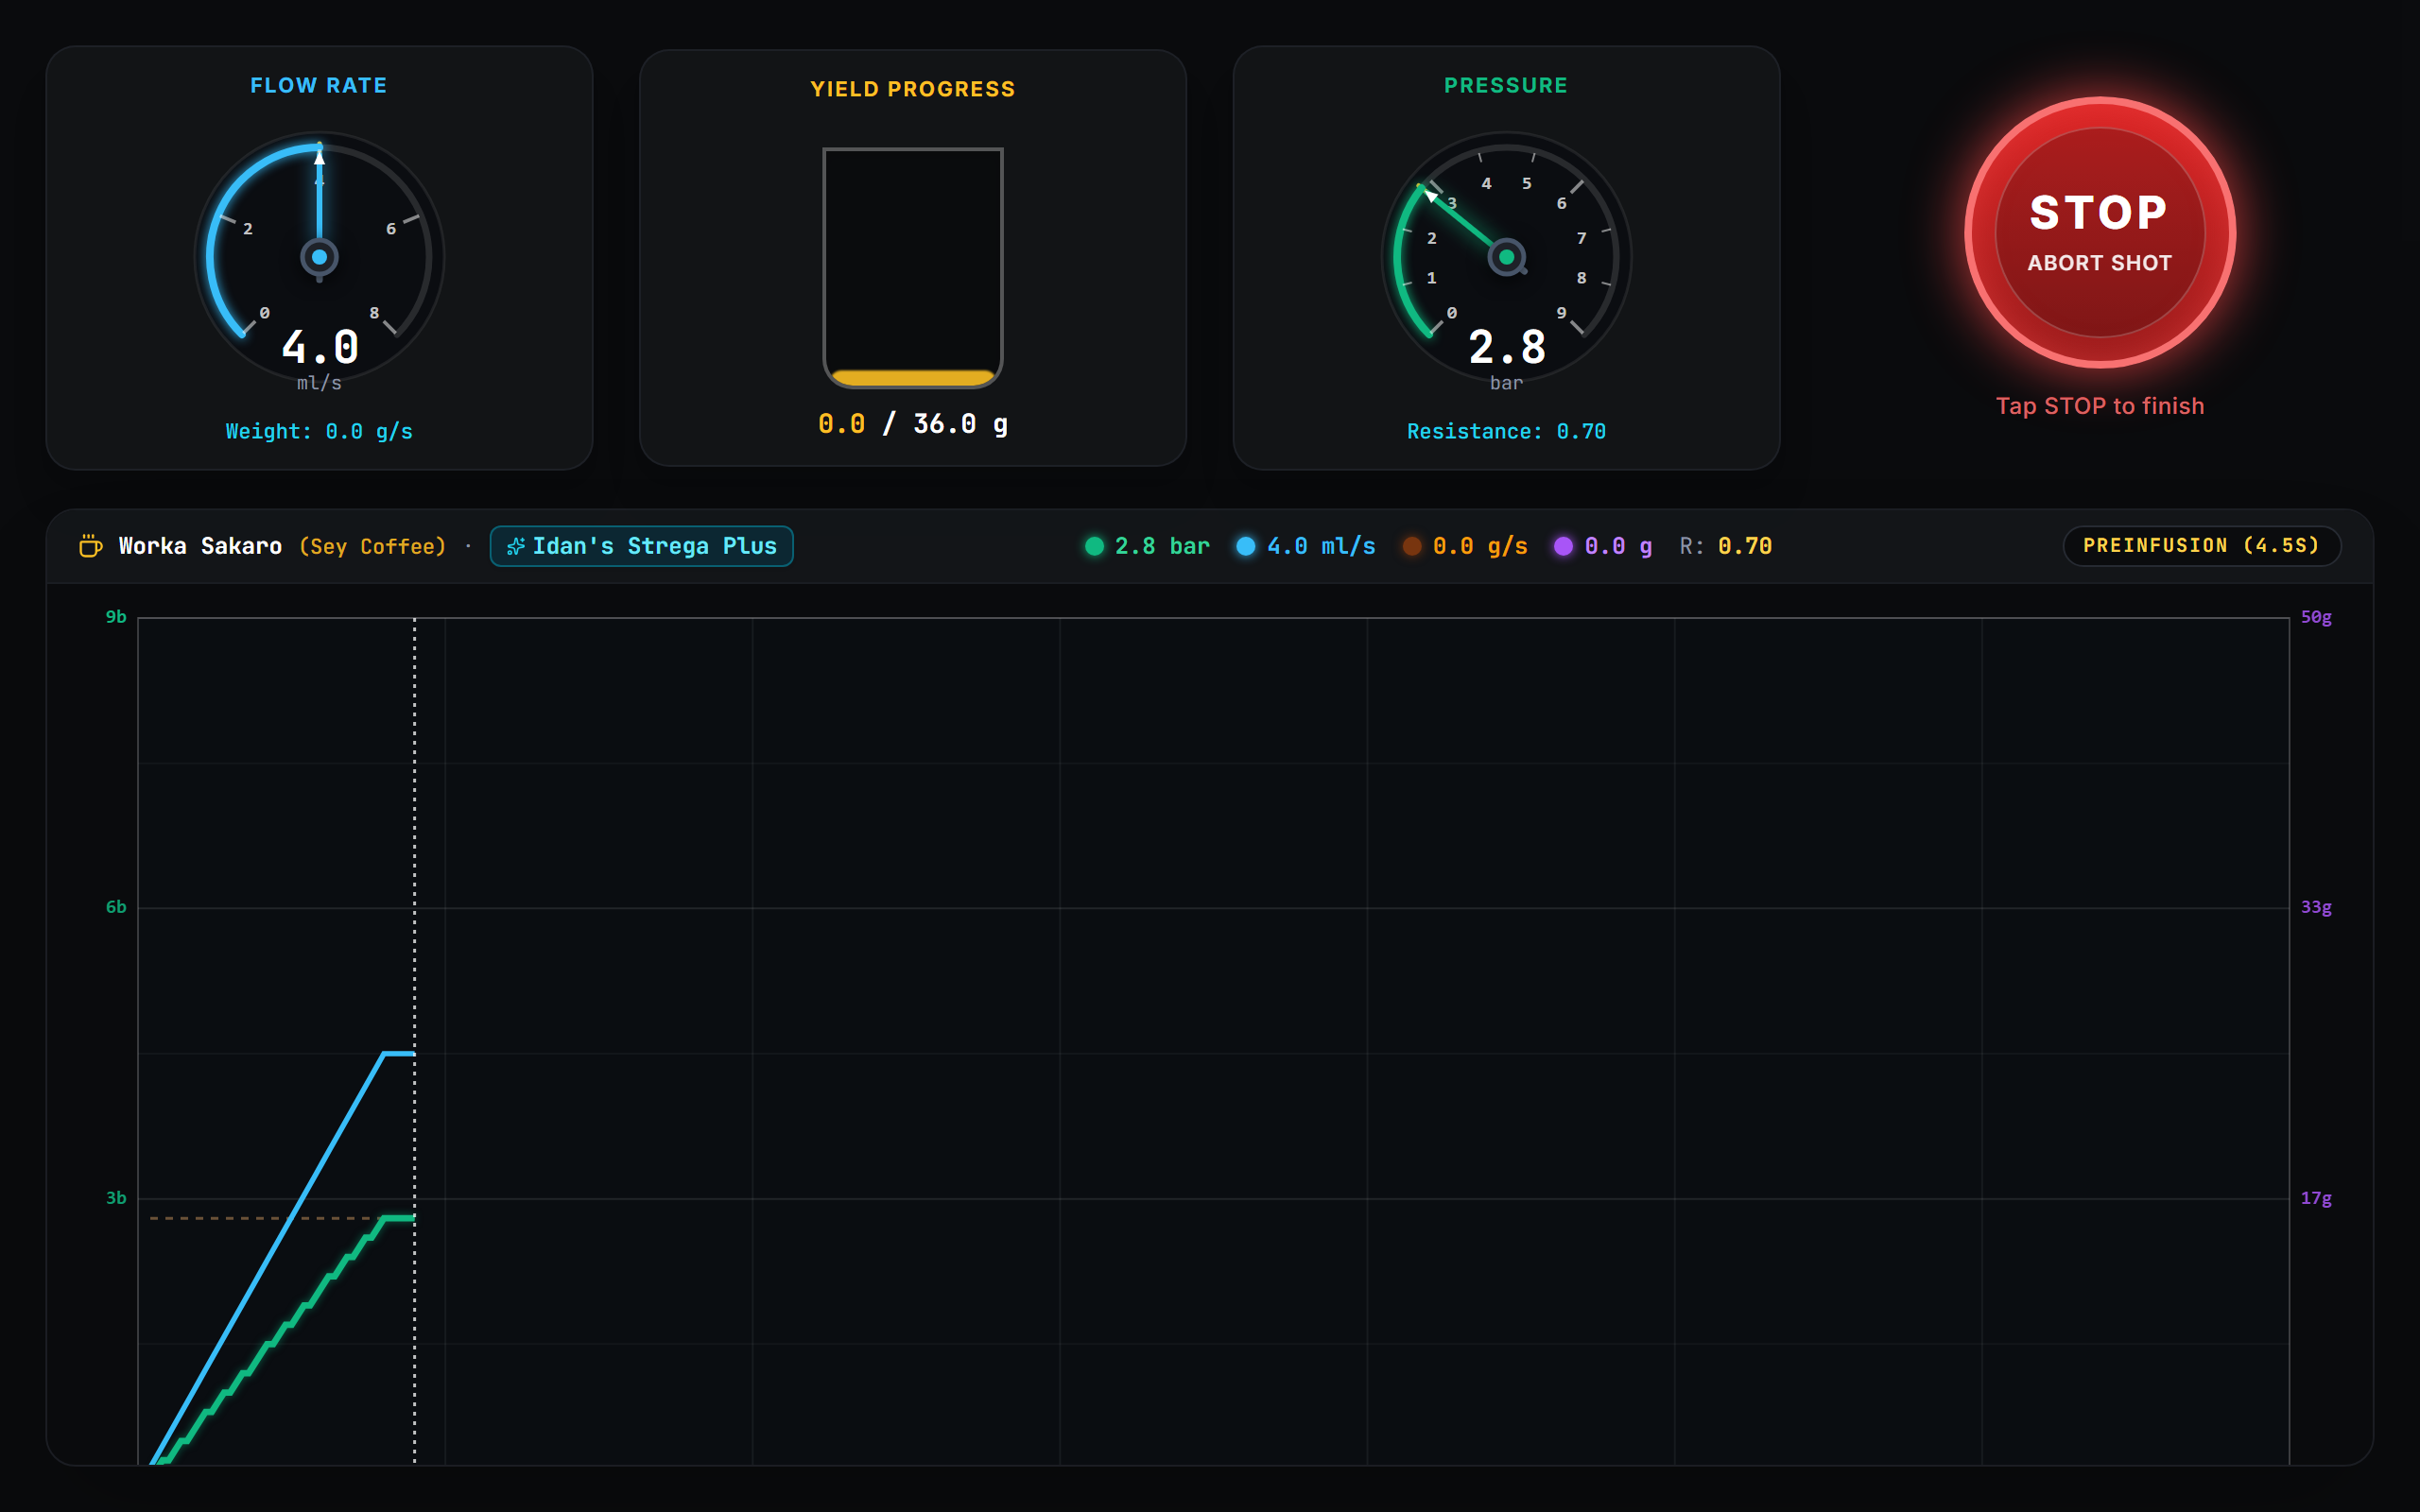 FLOW RATE
2
4
6
0
8
4.0
ml/s
Weight: 0.0 g/s
YIELD PROGRESS
0.0 / 36.0 g
PRESSURE
4
5
3
6
2
7
1
8
0
9
2.8
bar
Resistance: 0.70
STOP
ABORT SHOT
Tap STOP to finish
Worka Sakaro (Sey Coffee) · Idan's Strega Plus
2.8 bar 4.0 ml/s 0.0 g/s 0.0 g R: 0.70
PREINFUSION (4.5S)
9b
50g
6b
33g
3b
17g